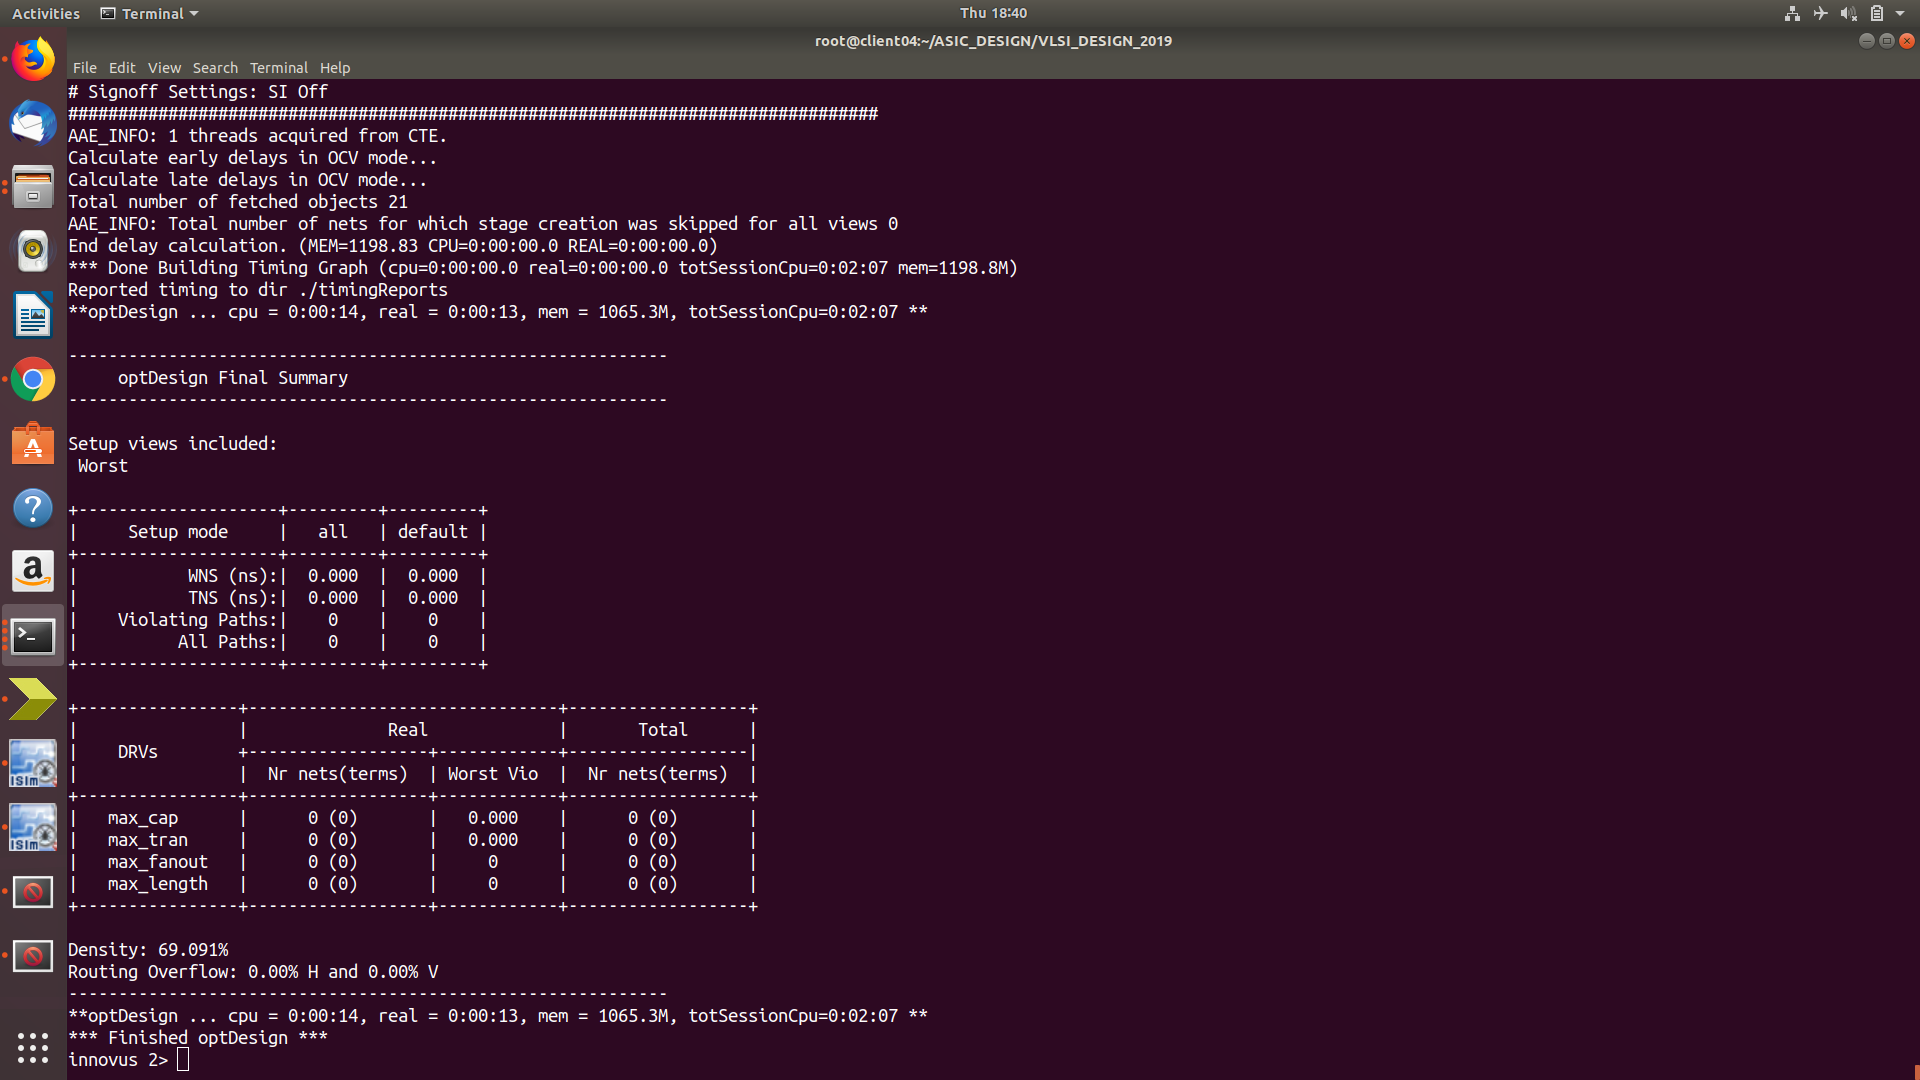 Activities Terminal Thu 18:40
root@client04:~/ASIC_DESIGN/VLSI_DESIGN_2019
File Edit View Search Terminal Help
# Signoff Settings: SI Off
#################################################################################
AAE_INFO: 1 threads acquired from CTE.
Calculate early delays in OCV mode...
Calculate late delays in OCV mode...
Total number of fetched objects 21
AAE_INFO: Total number of nets for which stage creation was skipped for all views 0
End delay calculation. (MEM=1198.83 CPU=0:00:00.0 REAL=0:00:00.0)
*** Done Building Timing Graph (cpu=0:00:00.0 real=0:00:00.0 totSessionCpu=0:02:07 mem=1198.8M)
Reported timing to dir ./timingReports
**optDesign ... cpu = 0:00:14, real = 0:00:13, mem = 1065.3M, totSessionCpu=0:02:07 **
------------------------------------------------------------
     optDesign Final Summary
------------------------------------------------------------
Setup views included:
 Worst
+--------------------+---------+---------+
|     Setup mode     |   all   | default |
+--------------------+---------+---------+
|           WNS (ns):|  0.000  |  0.000  |
|           TNS (ns):|  0.000  |  0.000  |
|    Violating Paths:|    0    |    0    |
|          All Paths:|    0    |    0    |
+--------------------+---------+---------+
+----------------+-------------------------------+------------------+
|                |              Real             |       Total      |
|    DRVs        +------------------+------------+------------------|
|                |  Nr nets(terms)  | Worst Vio  |  Nr nets(terms)  |
+----------------+------------------+------------+------------------+
|   max_cap      |      0 (0)       |   0.000    |      0 (0)       |
|   max_tran     |      0 (0)       |   0.000    |      0 (0)       |
|   max_fanout   |      0 (0)       |     0      |      0 (0)       |
|   max_length   |      0 (0)       |     0      |      0 (0)       |
+----------------+------------------+------------+------------------+
Density: 69.091%
Routing Overflow: 0.00% H and 0.00% V
------------------------------------------------------------
**optDesign ... cpu = 0:00:14, real = 0:00:13, mem = 1065.3M, totSessionCpu=0:02:07 **
*** Finished optDesign ***
innovus 2>
ISim
ISim